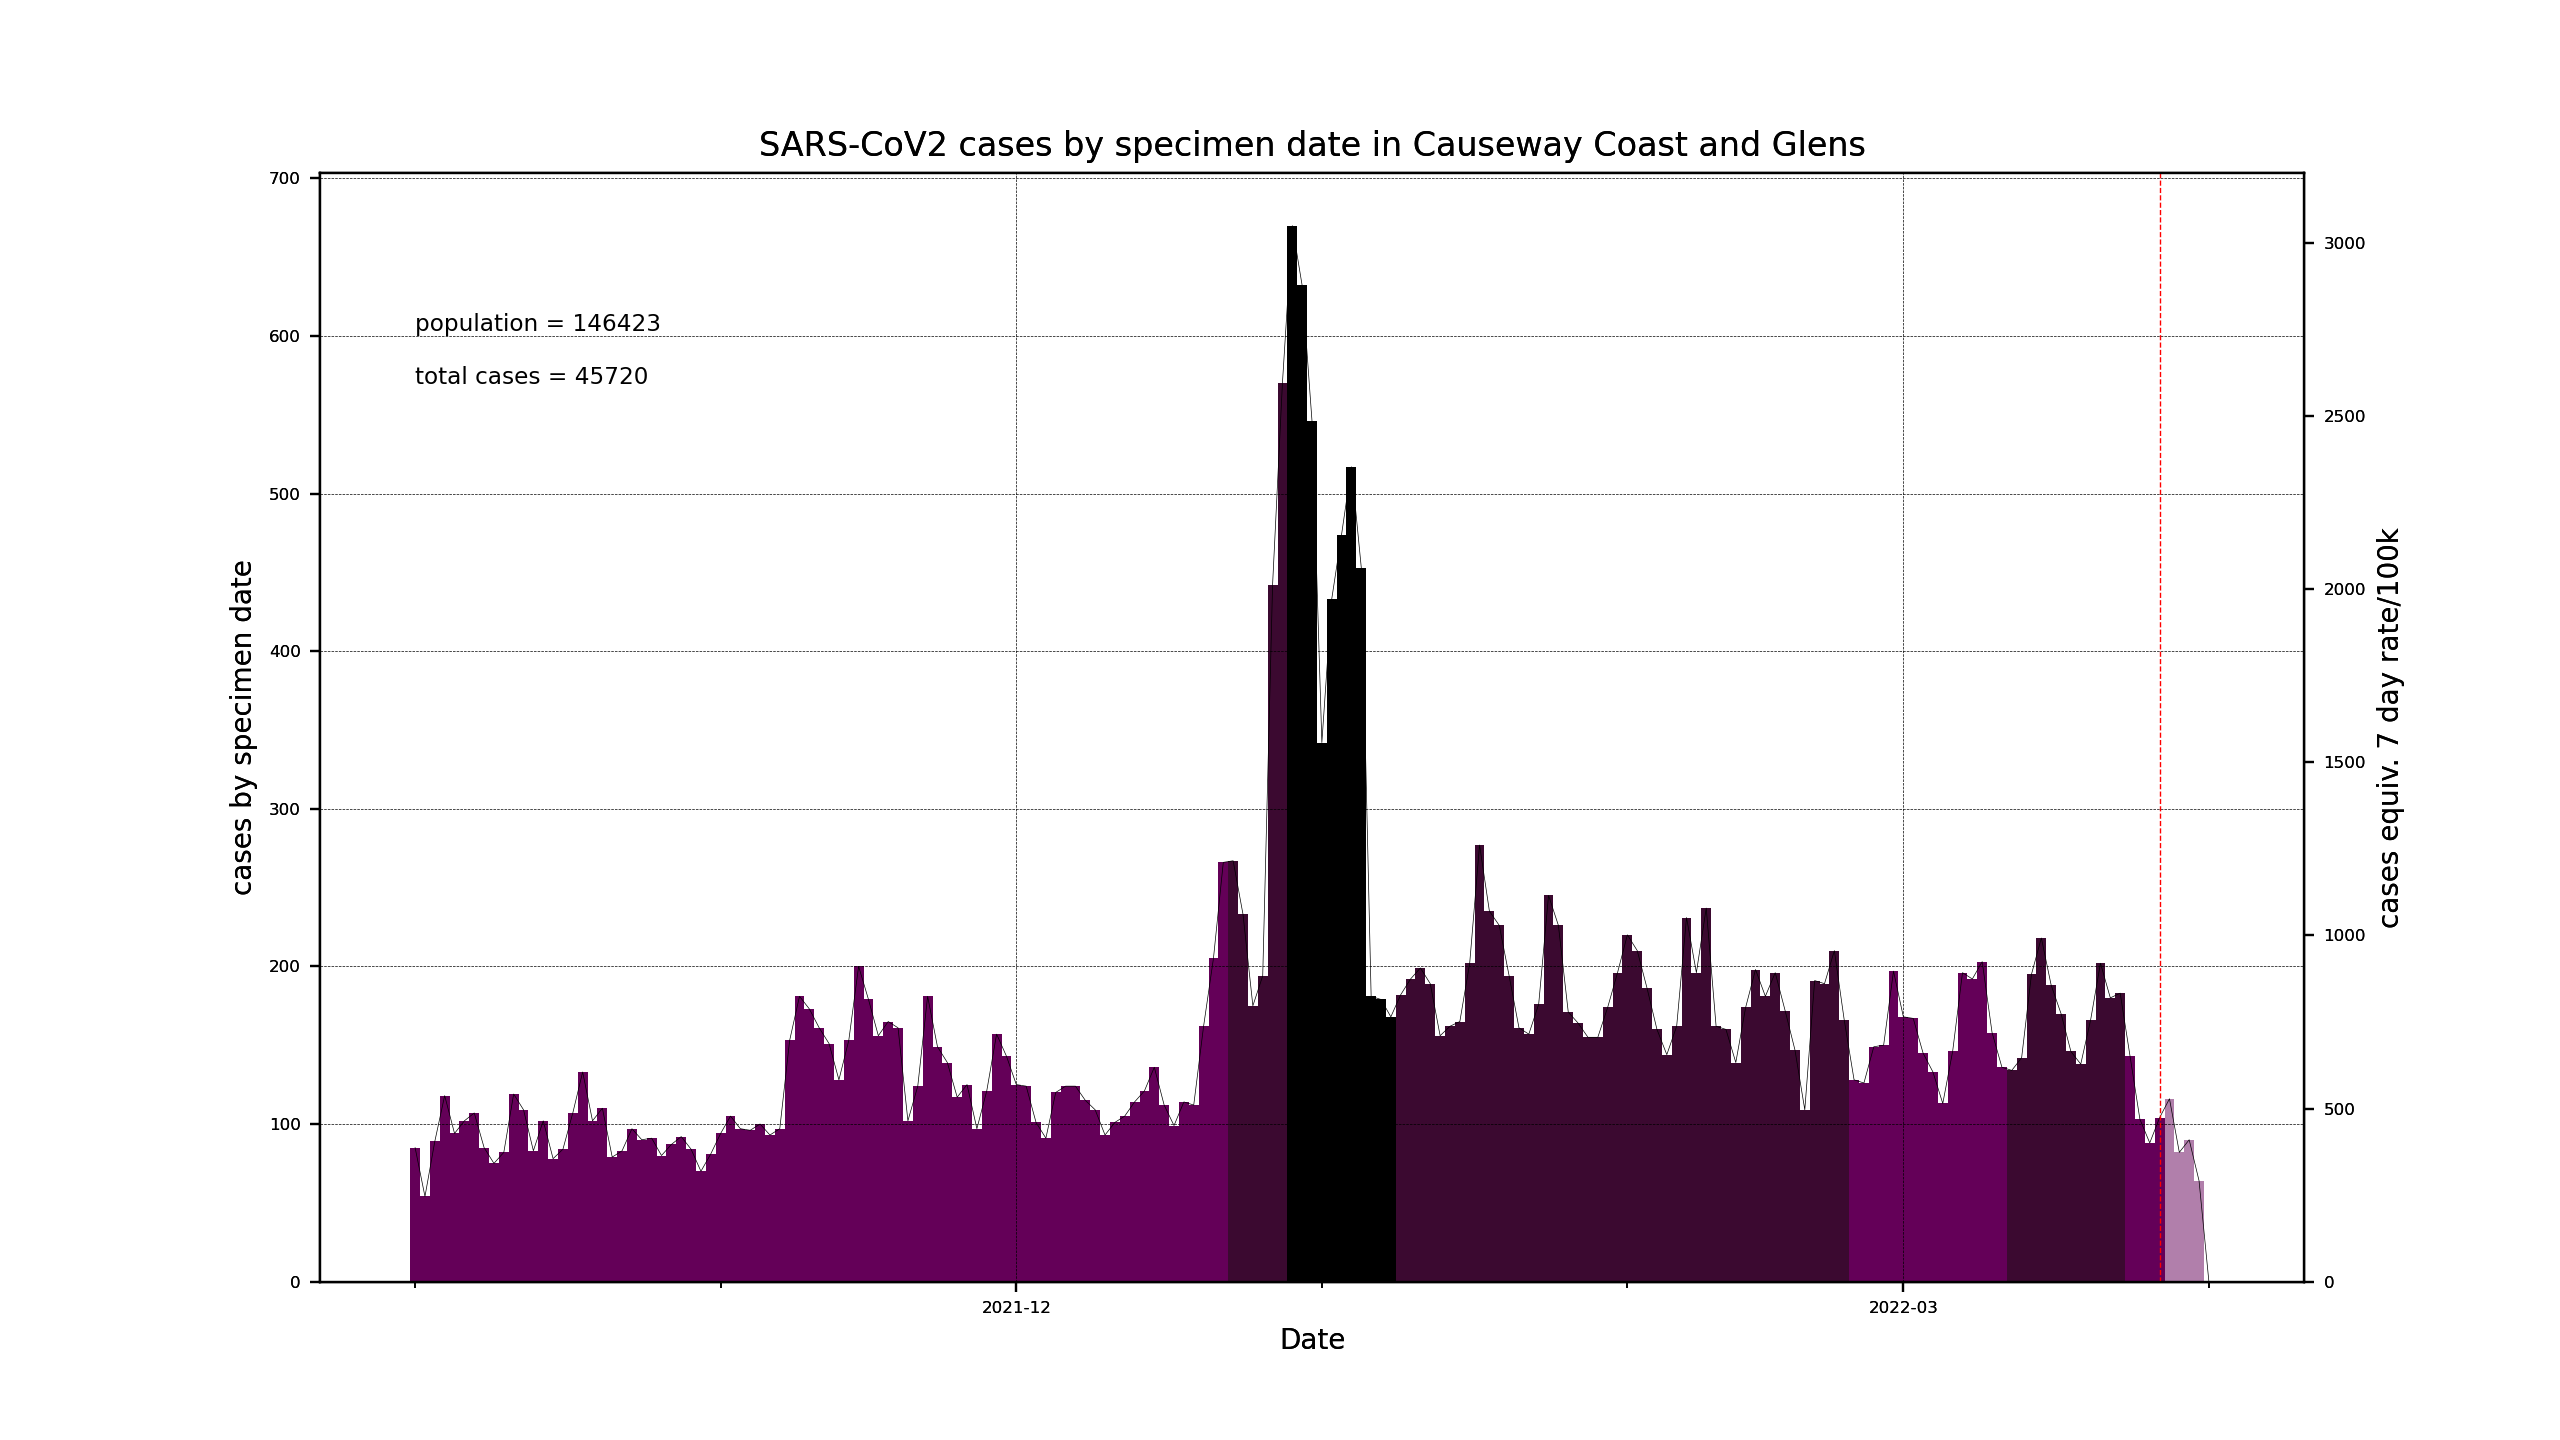 SARS-CoV2 cases by specimen date in Causeway Coast and Glens
700
600
500
400
300
200
100
0
cases by specimen date
population = 146423
total cases = 45720
3000
2500
2000
1500
1000
500
0
cases equiv. 7 day rate/100k
2021-12
2022-03
Date